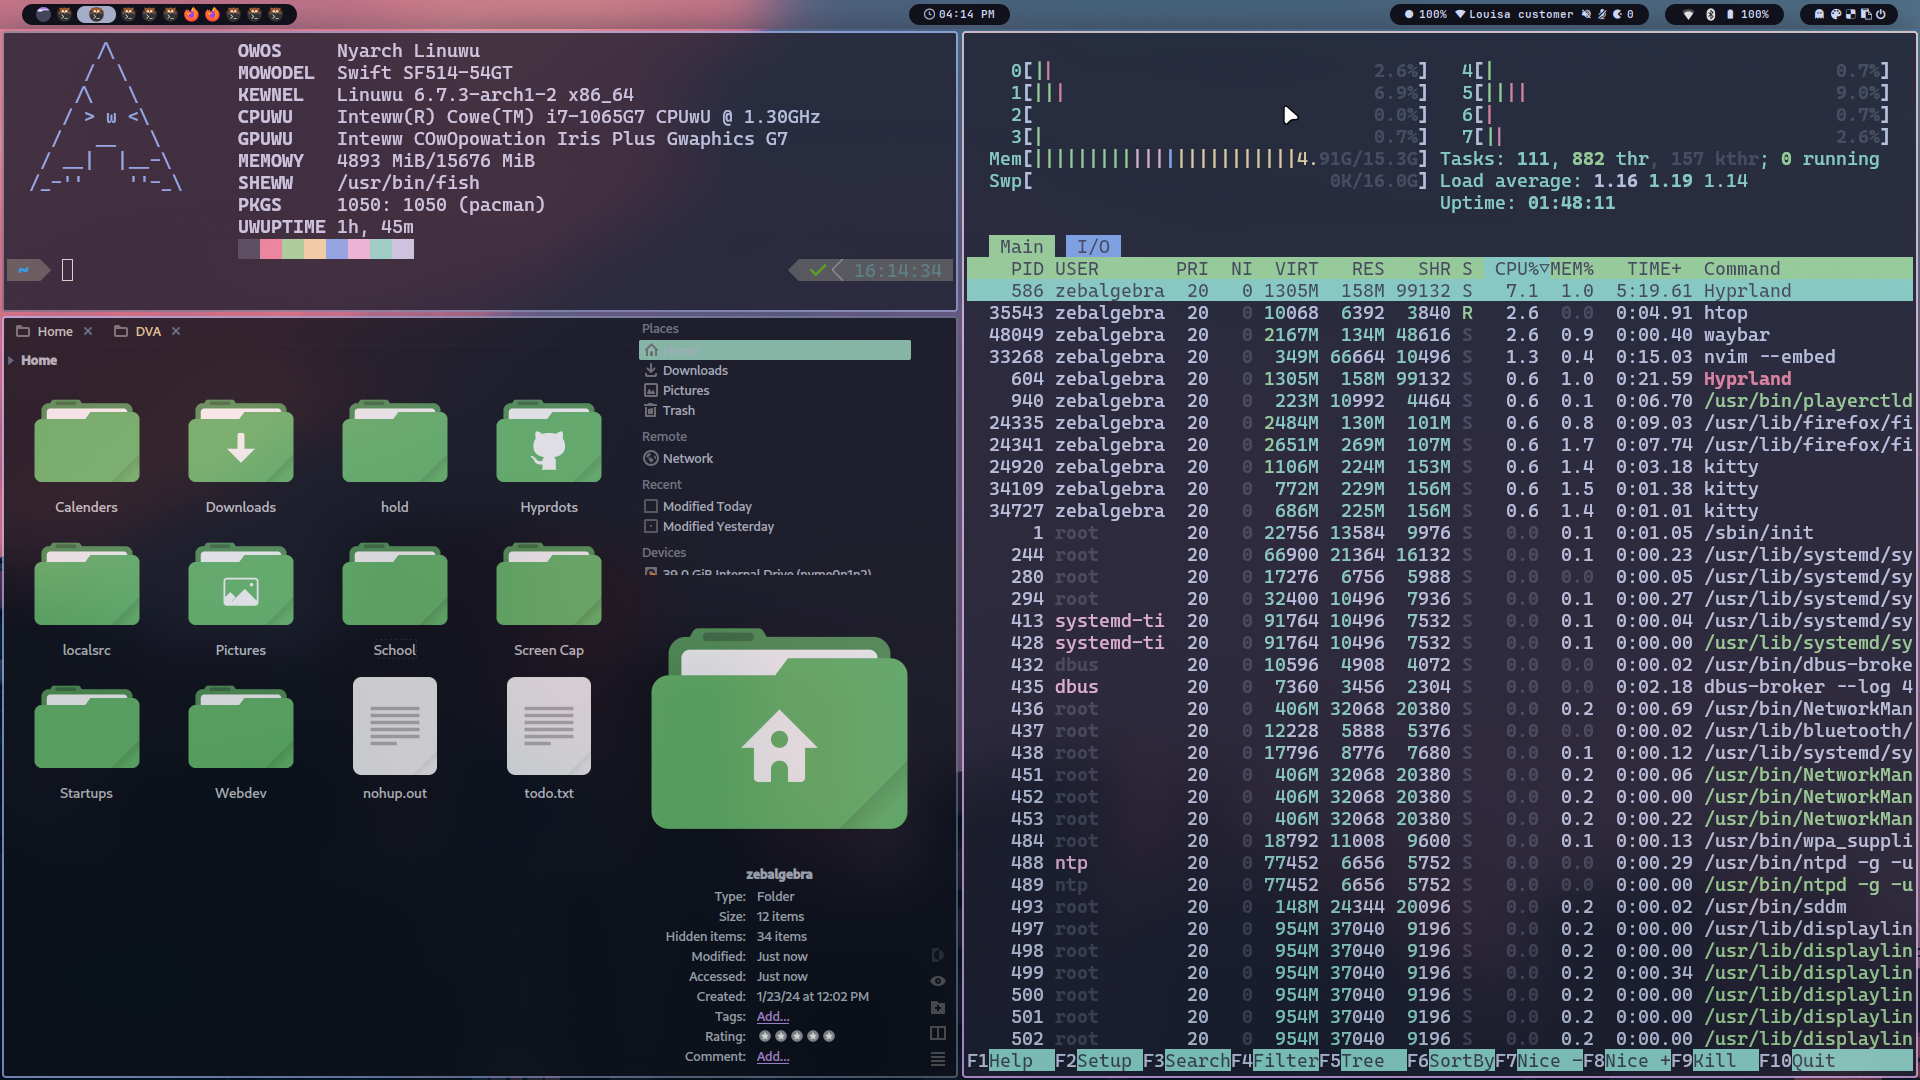 04:14 PM
100% Louisa customer 0
100%
OWOS Nyarch Linuwu
MOWODEL Swift SF514-54GT
KEWNEL Linuwu 6.7.3-arch1-2 x86_64
CPUWU Inteww(R) Cowe(TM) i7-1065G7 CPUwU @ 1.30GHz
GPUWU Inteww COwOpowation Iris Plus Gwaphics G7
MEMOWY 4893 MiB/15676 MiB
SHEWW /usr/bin/fish
PKGS 1050: 1050 (pacman)
UWUPTIME 1h, 45m
> w <
~
16:14:34
Home
DVA
Home
Calenders
Downloads
hold
Hyprdots
localsrc
Pictures
School
Screen Cap
Startups
Webdev
nohup.out
todo.txt
Places
Downloads
Pictures
Trash
Remote
Network
Recent
Modified Today
Modified Yesterday
Devices
39.0 GiB Internal Drive (nvme0n1p2)
zebalgebra
Type: Folder
Size: 12 items
Hidden items: 34 items
Modified: Just now
Accessed: Just now
Created: 1/23/24 at 12:02 PM
Tags: Add...
Rating:
Comment: Add...
0[|| 2.6%] 4[| 0.7%]
1[||| 6.9%] 5[|||| 9.0%]
2[ 0.0%] 6[| 0.7%]
3[| 0.7%] 7[|| 2.6%]
Mem[||||||||||||||||||||||||4.91G/15.3G] Tasks: 111, 882 thr, 157 kthr; 0 running
Swp[ 0K/16.0G] Load average: 1.16 1.19 1.14
Uptime: 01:48:11
Main I/O
PID USER PRI NI VIRT RES SHR S CPU%▽MEM% TIME+ Command
586 zebalgebra 20 0 1305M 158M 99132 S 7.1 1.0 5:19.61 Hyprland
35543 zebalgebra 20 0 10068 6392 3840 R 2.6 0.0 0:04.91 htop
48049 zebalgebra 20 0 2167M 134M 48616 S 2.6 0.9 0:00.40 waybar
33268 zebalgebra 20 0 349M 66664 10496 S 1.3 0.4 0:15.03 nvim --embed
604 zebalgebra 20 0 1305M 158M 99132 S 0.6 1.0 0:21.59 Hyprland
940 zebalgebra 20 0 223M 10992 4464 S 0.6 0.1 0:06.70 /usr/bin/playerctld
24335 zebalgebra 20 0 2484M 130M 101M S 0.6 0.8 0:09.03 /usr/lib/firefox/fi
24341 zebalgebra 20 0 2651M 269M 107M S 0.6 1.7 0:07.74 /usr/lib/firefox/fi
24920 zebalgebra 20 0 1106M 224M 153M S 0.6 1.4 0:03.18 kitty
34109 zebalgebra 20 0 772M 229M 156M S 0.6 1.5 0:01.38 kitty
34727 zebalgebra 20 0 686M 225M 156M S 0.6 1.4 0:01.01 kitty
1 root 20 0 22756 13584 9976 S 0.0 0.1 0:01.05 /sbin/init
244 root 20 0 66900 21364 16132 S 0.0 0.1 0:00.23 /usr/lib/systemd/sy
280 root 20 0 17276 6756 5988 S 0.0 0.0 0:00.05 /usr/lib/systemd/sy
294 root 20 0 32400 10496 7936 S 0.0 0.1 0:00.27 /usr/lib/systemd/sy
413 systemd-ti 20 0 91764 10496 7532 S 0.0 0.1 0:00.04 /usr/lib/systemd/sy
428 systemd-ti 20 0 91764 10496 7532 S 0.0 0.1 0:00.00 /usr/lib/systemd/sy
432 dbus 20 0 10596 4908 4072 S 0.0 0.0 0:00.02 /usr/bin/dbus-broke
435 dbus 20 0 7360 3456 2304 S 0.0 0.0 0:02.18 dbus-broker --log 4
436 root 20 0 406M 32068 20380 S 0.0 0.2 0:00.69 /usr/bin/NetworkMan
437 root 20 0 12228 5888 5376 S 0.0 0.0 0:00.02 /usr/lib/bluetooth/
438 root 20 0 17796 8776 7680 S 0.0 0.1 0:00.12 /usr/lib/systemd/sy
451 root 20 0 406M 32068 20380 S 0.0 0.2 0:00.06 /usr/bin/NetworkMan
452 root 20 0 406M 32068 20380 S 0.0 0.2 0:00.00 /usr/bin/NetworkMan
453 root 20 0 406M 32068 20380 S 0.0 0.2 0:00.22 /usr/bin/NetworkMan
484 root 20 0 18792 11008 9600 S 0.0 0.1 0:00.13 /usr/bin/wpa_suppli
488 ntp 20 0 77452 6656 5752 S 0.0 0.0 0:00.29 /usr/bin/ntpd -g -u
489 ntp 20 0 77452 6656 5752 S 0.0 0.0 0:00.00 /usr/bin/ntpd -g -u
493 root 20 0 148M 24344 20096 S 0.0 0.2 0:00.02 /usr/bin/sddm
497 root 20 0 954M 37040 9196 S 0.0 0.2 0:00.00 /usr/lib/displaylin
498 root 20 0 954M 37040 9196 S 0.0 0.2 0:00.00 /usr/lib/displaylin
499 root 20 0 954M 37040 9196 S 0.0 0.2 0:00.34 /usr/lib/displaylin
500 root 20 0 954M 37040 9196 S 0.0 0.2 0:00.00 /usr/lib/displaylin
501 root 20 0 954M 37040 9196 S 0.0 0.2 0:00.00 /usr/lib/displaylin
502 root 20 0 954M 37040 9196 S 0.0 0.2 0:00.00 /usr/lib/displaylin
F1Help F2Setup F3SearchF4FilterF5Tree F6SortByF7Nice -F8Nice +F9Kill F10Quit